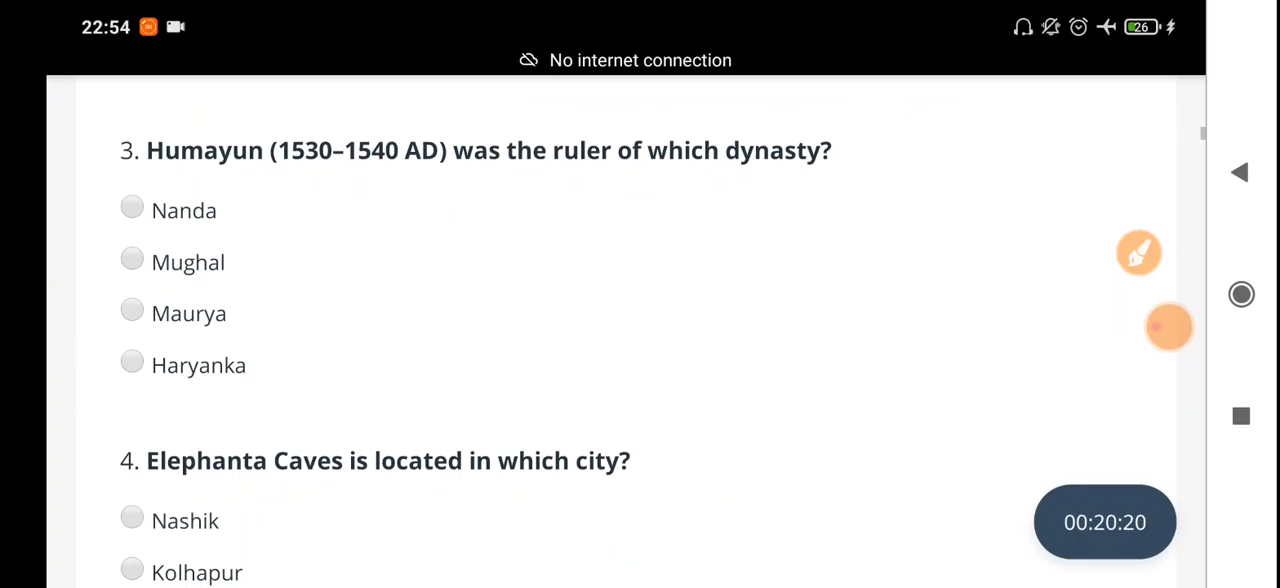 22:54
26
No internet connection
3. Humayun (1530–1540 AD) was the ruler of which dynasty?
Nanda
Mughal
Maurya
Haryanka
4. Elephanta Caves is located in which city?
Nashik
Kolhapur
00:20:20